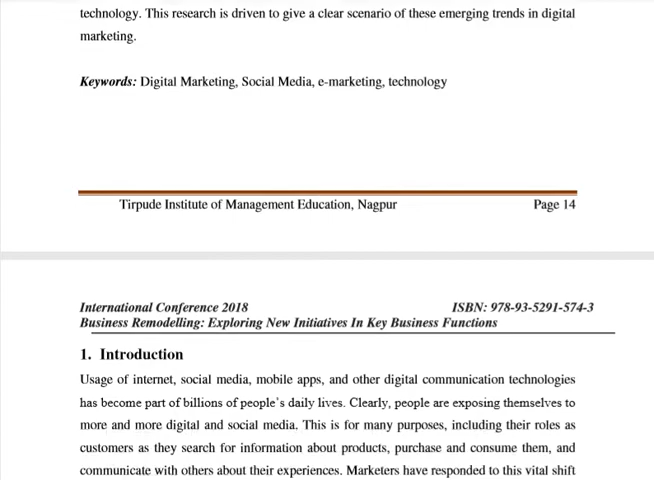 technology. This research is driven to give a clear scenario of these emerging trends in digital
marketing.
Keywords: Digital Marketing, Social Media, e-marketing, technology
Tirpude Institute of Management Education, Nagpur Page 14
International Conference 2018 ISBN: 978-93-5291-574-3
Business Remodelling: Exploring New Initiatives In Key Business Functions
1. Introduction
Usage of internet, social media, mobile apps, and other digital communication technologies
has become part of billions of people's daily lives. Clearly, people are exposing themselves to
more and more digital and social media. This is for many purposes, including their roles as
customers as they search for information about products, purchase and consume them, and
communicate with others about their experiences. Marketers have responded to this vital shift